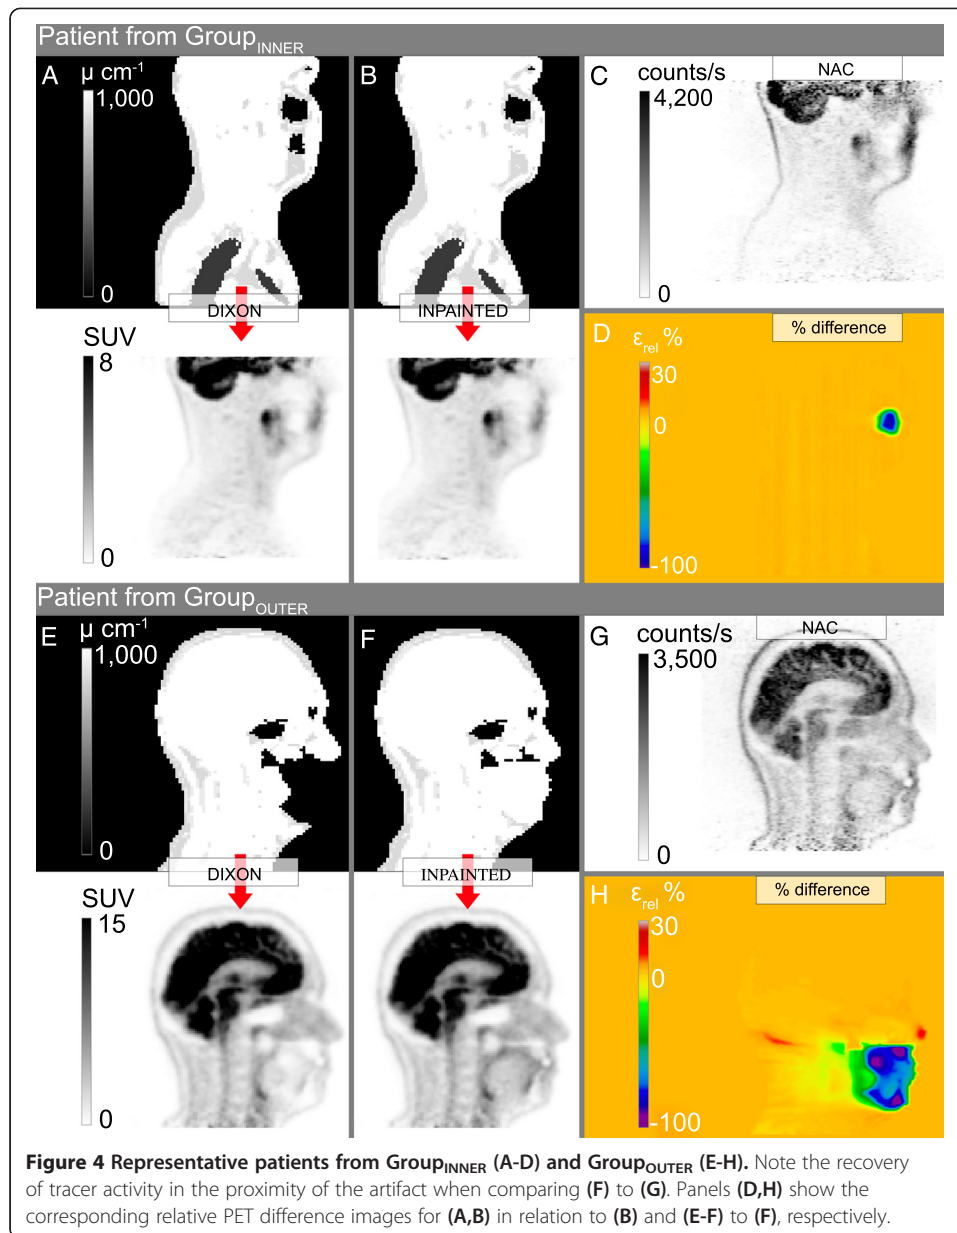 Patient from GroupINNER
A
µ cm-1
1,000
0
B
C
counts/s
4,200
0
NAC
DIXON
INPAINTED
SUV
8
0
D
εrel %
30
0
-100
% difference
Patient from GroupOUTER
E
µ cm-1
1,000
0
F
G
counts/s
3,500
0
NAC
DIXON
INPAINTED
SUV
15
0
H
εrel %
30
0
-100
% difference
Figure 4 Representative patients from GroupINNER (A-D) and GroupOUTER (E-H). Note the recovery
of tracer activity in the proximity of the artifact when comparing (F) to (G). Panels (D,H) show the
corresponding relative PET difference images for (A,B) in relation to (B) and (E-F) to (F), respectively.